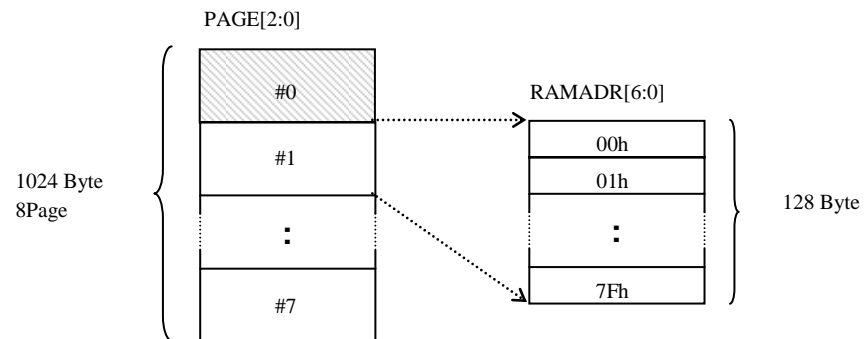 PAGE[2:0]
#0
#1
:
#7
1024 Byte
8Page
RAMADR[6:0]
00h
01h
:
7Fh
128 Byte